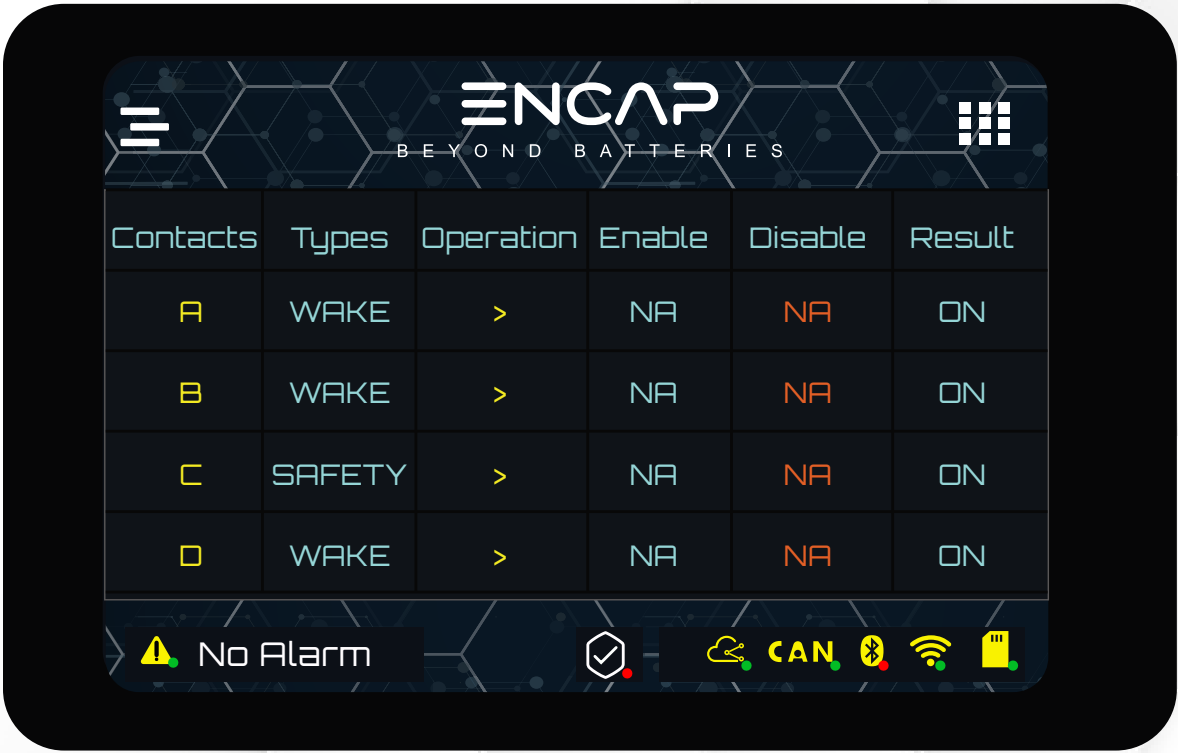 ENCAP
BEYOND BATTERIES
Contacts Types Operation Enable Disable Result
A WAKE > NA NA ON
B WAKE > NA NA ON
C SAFETY > NA NA ON
D WAKE > NA NA ON
No Alarm CAN